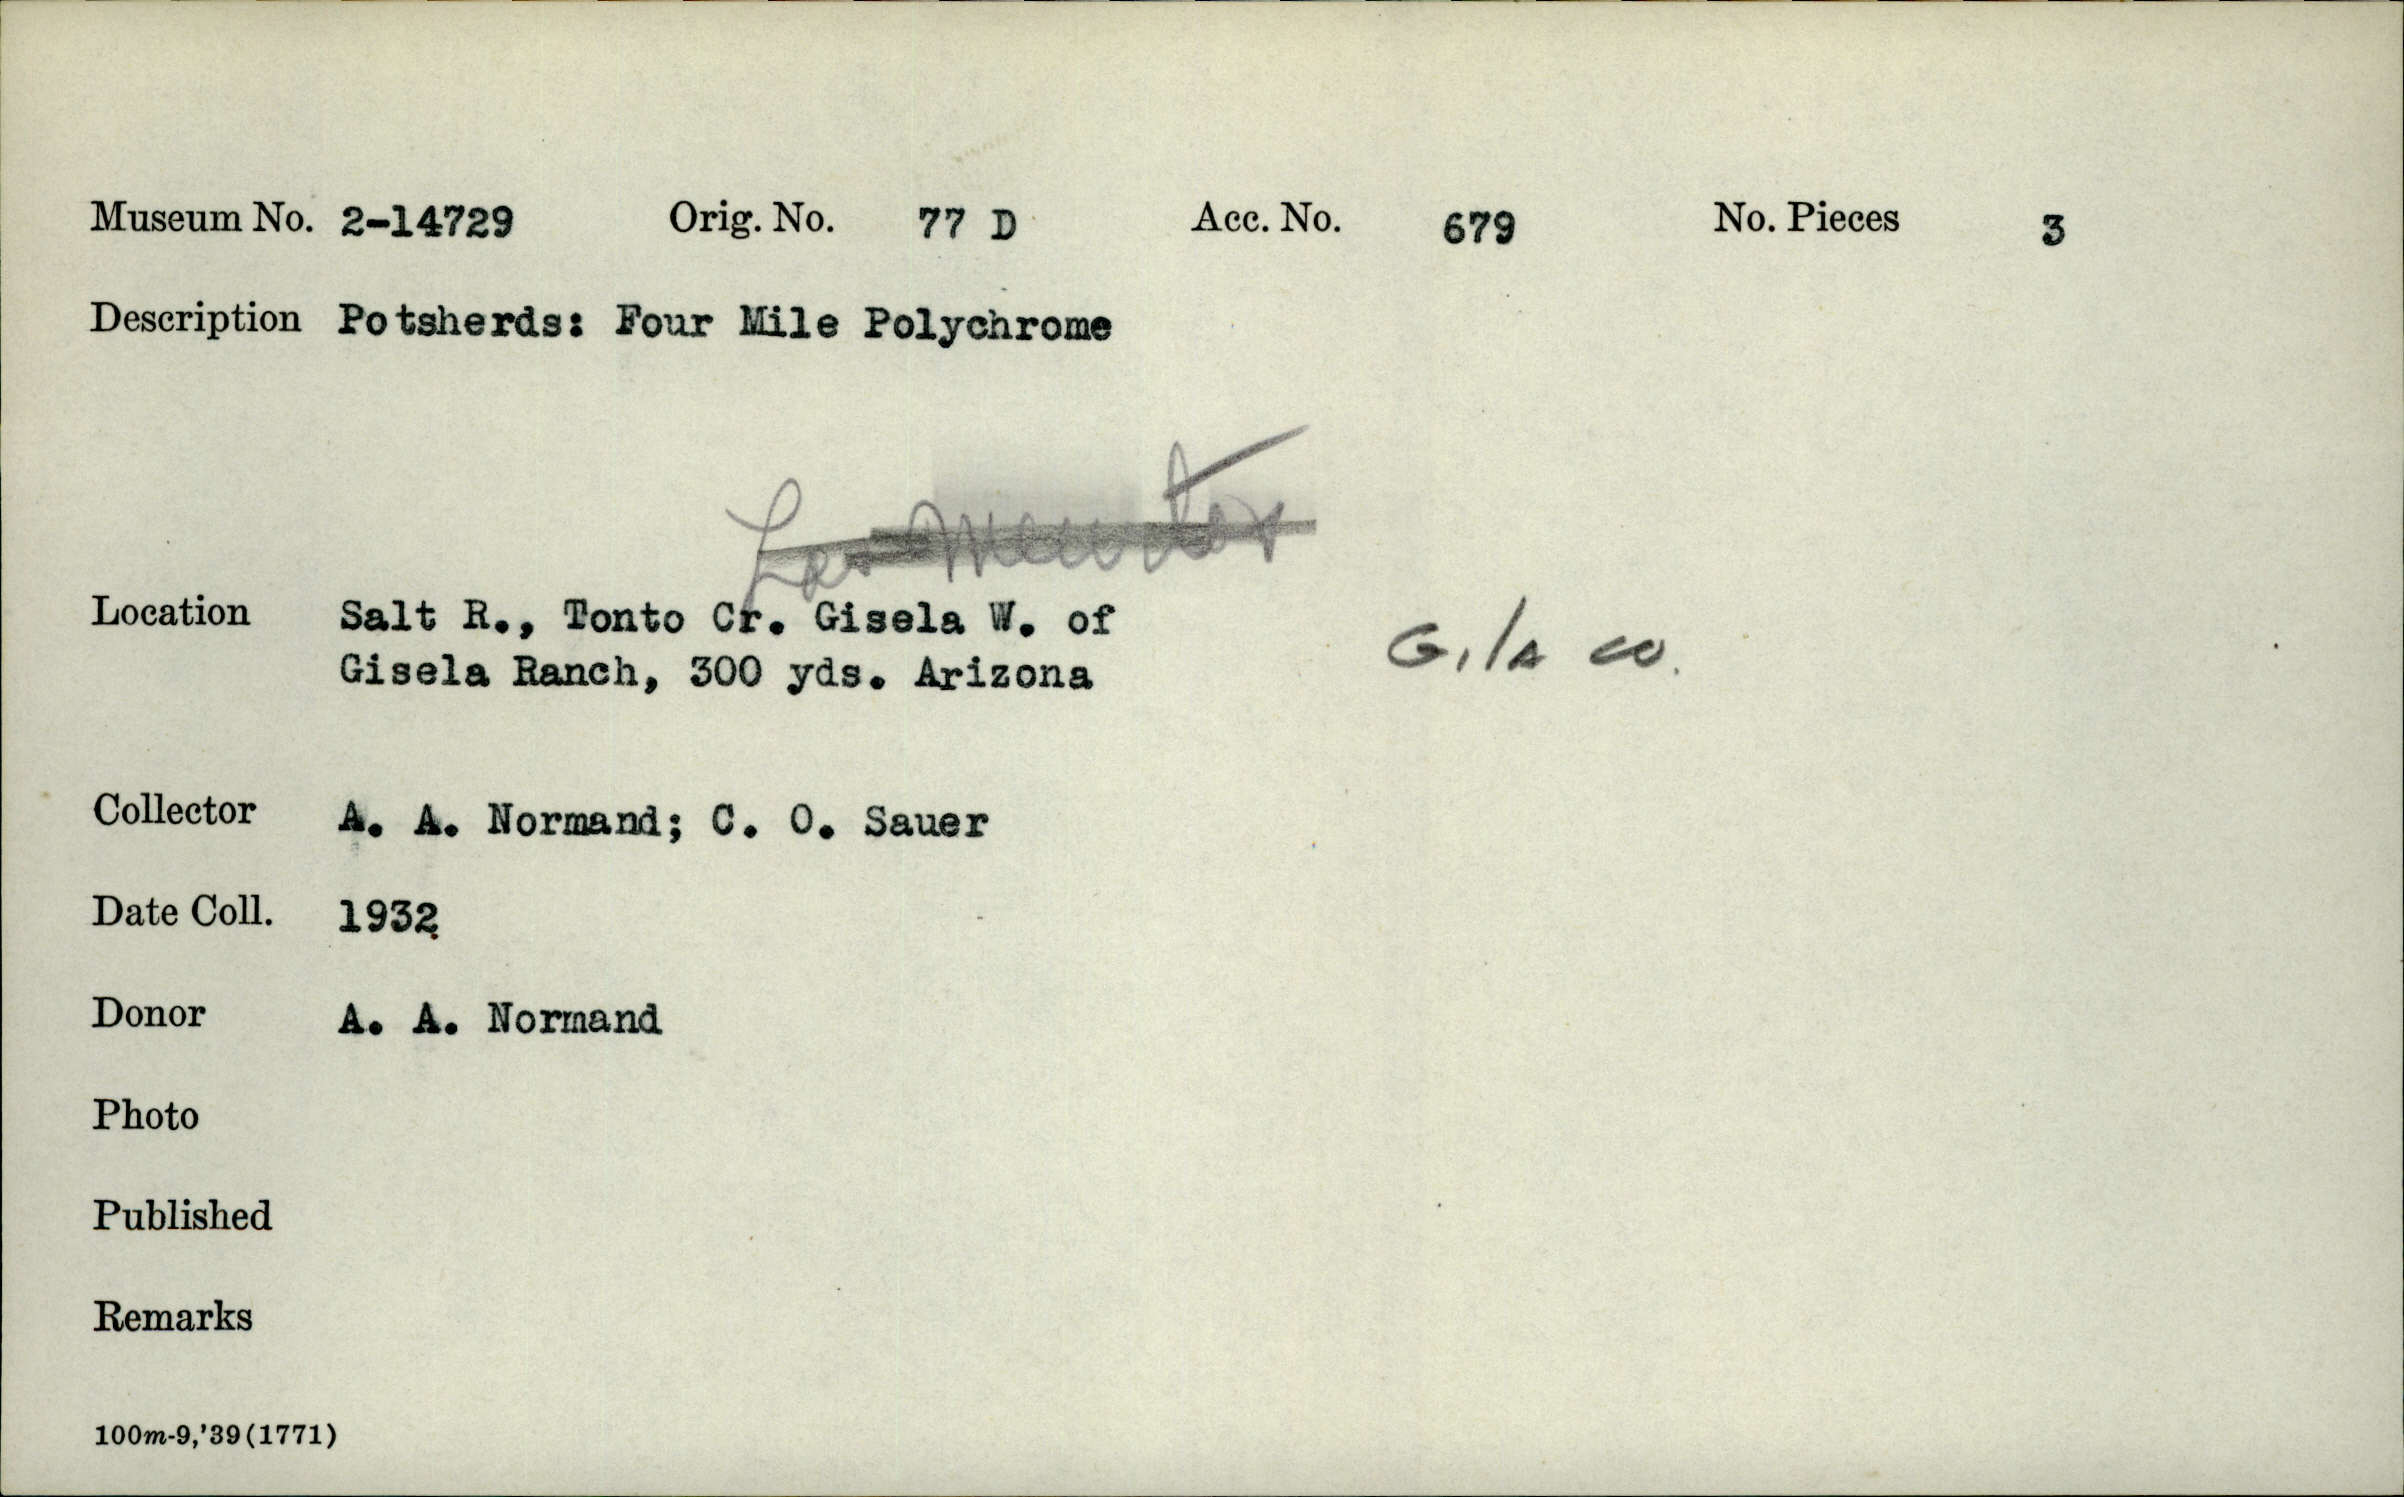 Museum No. 2-14729 Orig. No. 77 D Acc. No. 679 No. Pieces 3
Description Potsherds: Four Mile Polychrome
Location Salt R., Tonto Cr. Gisela W. of
Gisela Ranch, 300 yds. Arizona Gila co.
Collector A. A. Normand; C. O. Sauer
Date Coll. 1932
Donor A. A. Normand
Photo
Published
Remarks
100m-9,'39(1771)